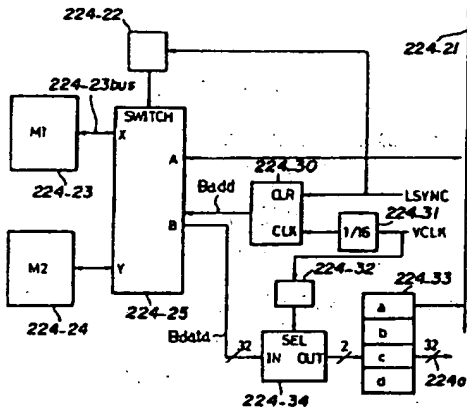 224-22
224-21
224-23bus
SWITCH
M1
X
A
224-30
224-23
Badd
CLR
LSYNC
B
224-31
CLK
1/16
VCLK
M2
Y
224-32
224-33
224-25
a
224-24
b
Bdata
32
SEL
IN OUT
2
c
32
224a
d
224-34